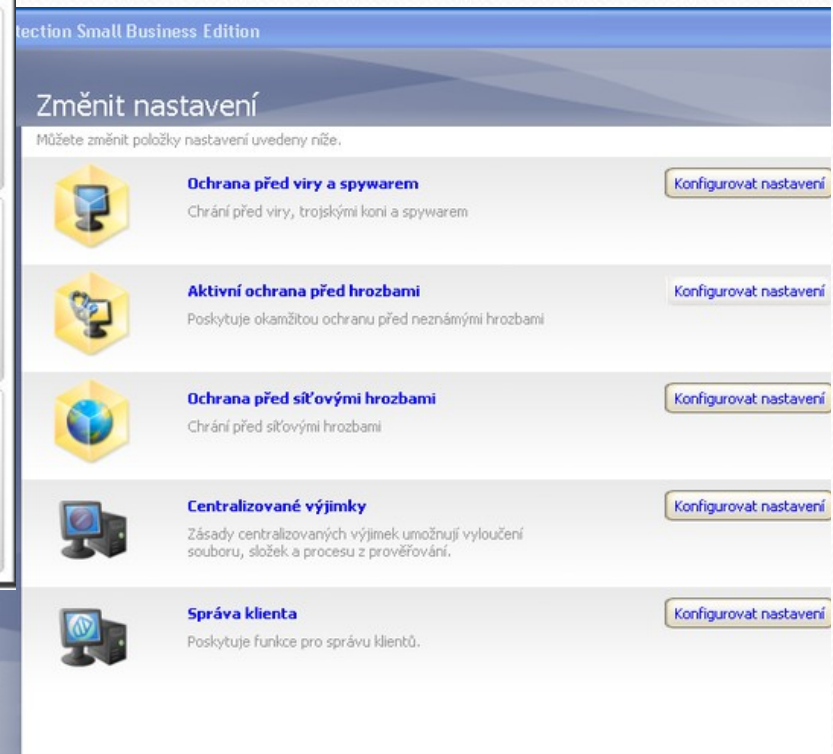 tection Small Business Edition
Změnit nastavení
Můžete změnit položky nastavení uvedeny níže.
Ochrana před viry a spywarem
Konfigurovat nastavení
Chrání před viry, trojskými koni a spywarem
Aktivní ochrana před hrozbami
Konfigurovat nastavení
Poskytuje okamžitou ochranu před neznámými hrozbami
Ochrana před síťovými hrozbami
Konfigurovat nastavení
Chrání před síťovými hrozbami
Centralizované výjimky
Konfigurovat nastavení
Zásady centralizovaných výjimek umožnují vyloučení
souboru, složek a procesu z prověřování.
Správa klienta
Konfigurovat nastavení
Poskytuje funkce pro správu klientů.